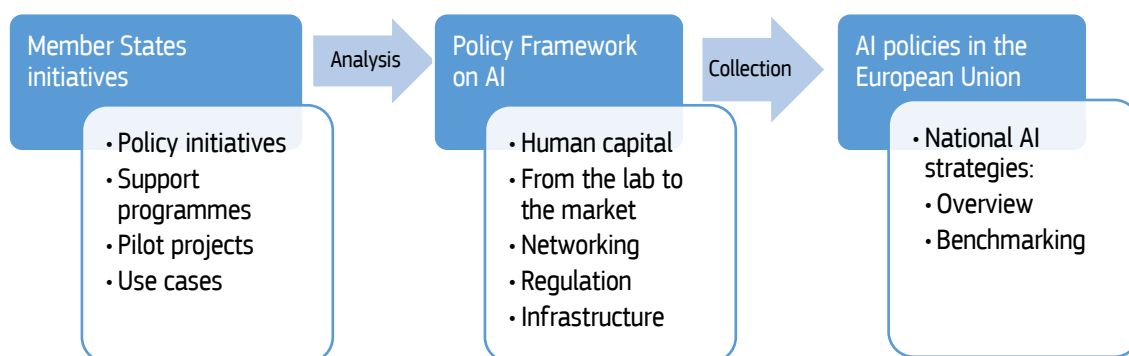 Member States
initiatives
• Policy initiatives
• Support
programmes
• Pilot projects
• Use cases
Analysis
Policy Framework
on AI
• Human capital
• From the lab to
the market
• Networking
• Regulation
• Infrastructure
Collection
AI policies in the
European Union
• National AI
strategies:
• Overview
• Benchmarking